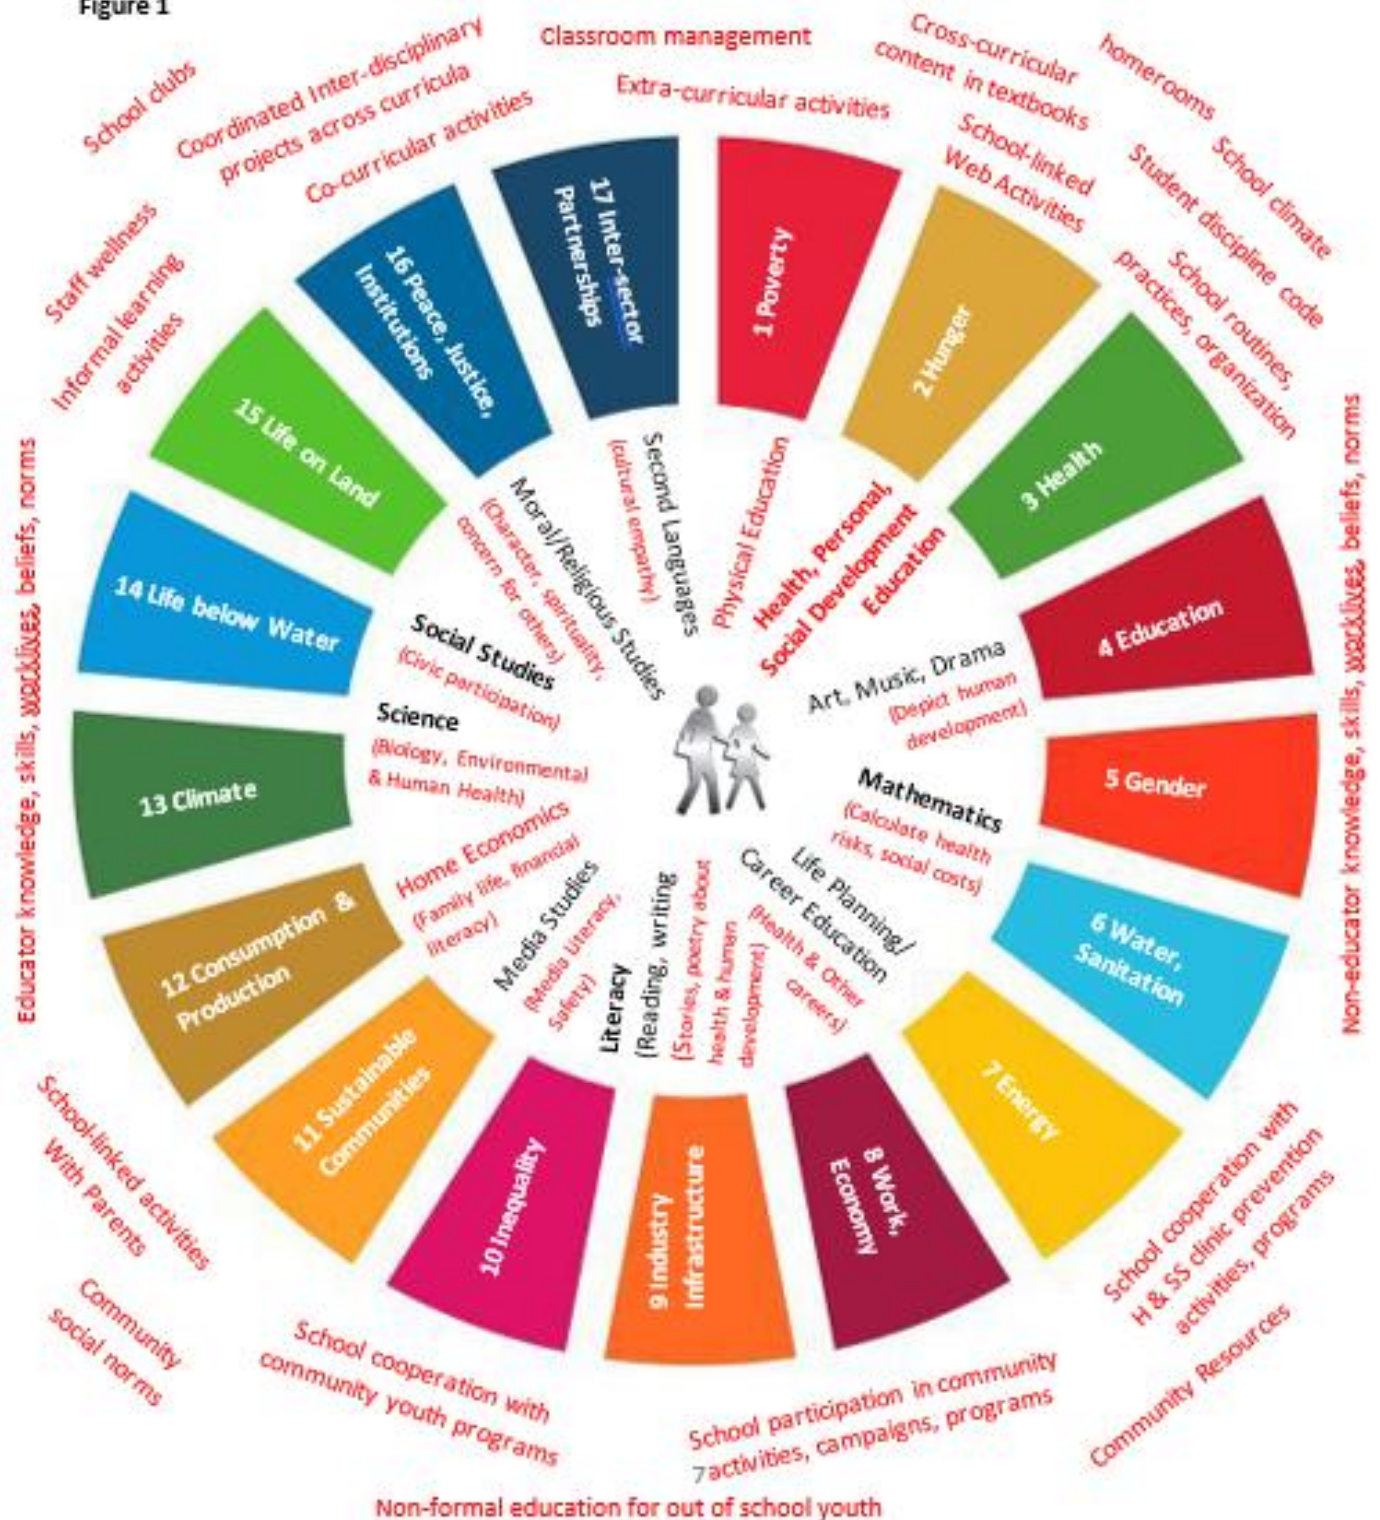 Figure 1
Classroom management
Extra-curricular activities
Cross-curricular
content in textbooks
School-linked
Web Activities
homerooms
School climate
Student discipline code
School routines,
practices, organization
School clubs
Coordinated Inter-disciplinary
projects across curricula
Co-curricular activities
Staff wellness
Informal learning
activities
Educator knowledge, skills, worklives, beliefs, norms
Non-educator knowledge, skills, worklives, beliefs, norms
1 Poverty
2 Hunger
3 Health
4 Education
5 Gender
6 Water,
Sanitation
7 Energy
8 Work,
Economy
9 Industry
Infrastructure
10 Inequality
11 Sustainable
Communities
12 Consumption &
Production
13 Climate
14 Life below Water
15 Life on Land
16 Peace, Justice,
Institutions
17 Inter-sector
Partnerships
Physical Education
Health, Personal,
Social Development
Education
Art, Music, Drama
(Depict human
development)
Mathematics
(Calculate health
risks, social costs)
Life Planning/
Career Education
(Health & Other
careers)
Literacy
(Reading, writing
(Stories, poetry about
health & human
development)
Media Studies
(Media Literacy,
Safety)
Home Economics
(Family life, financial
literacy)
Science
(Biology, Environmental
& Human Health)
Social Studies
(Civic participation)
Moral/Religious Studies
(Character, spirituality,
concern for others)
Second Languages
(cultural empathy)
School-linked activities
With Parents
Community
social norms
School cooperation with
community youth programs
School participation in community
activities, campaigns, programs
7
School cooperation with
H & SS clinic prevention
activities, programs
Community Resources
Non-formal education for out of school youth